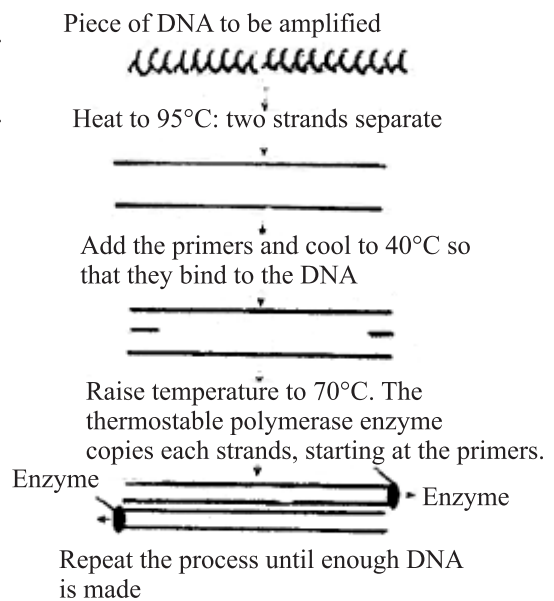 Piece of DNA to be amplified
Heat to 95°C: two strands separate
Add the primers and cool to 40°C so
that they bind to the DNA
Raise temperature to 70°C. The
thermostable polymerase enzyme
copies each strands, starting at the primers.
Enzyme
Enzyme
Repeat the process until enough DNA
is made